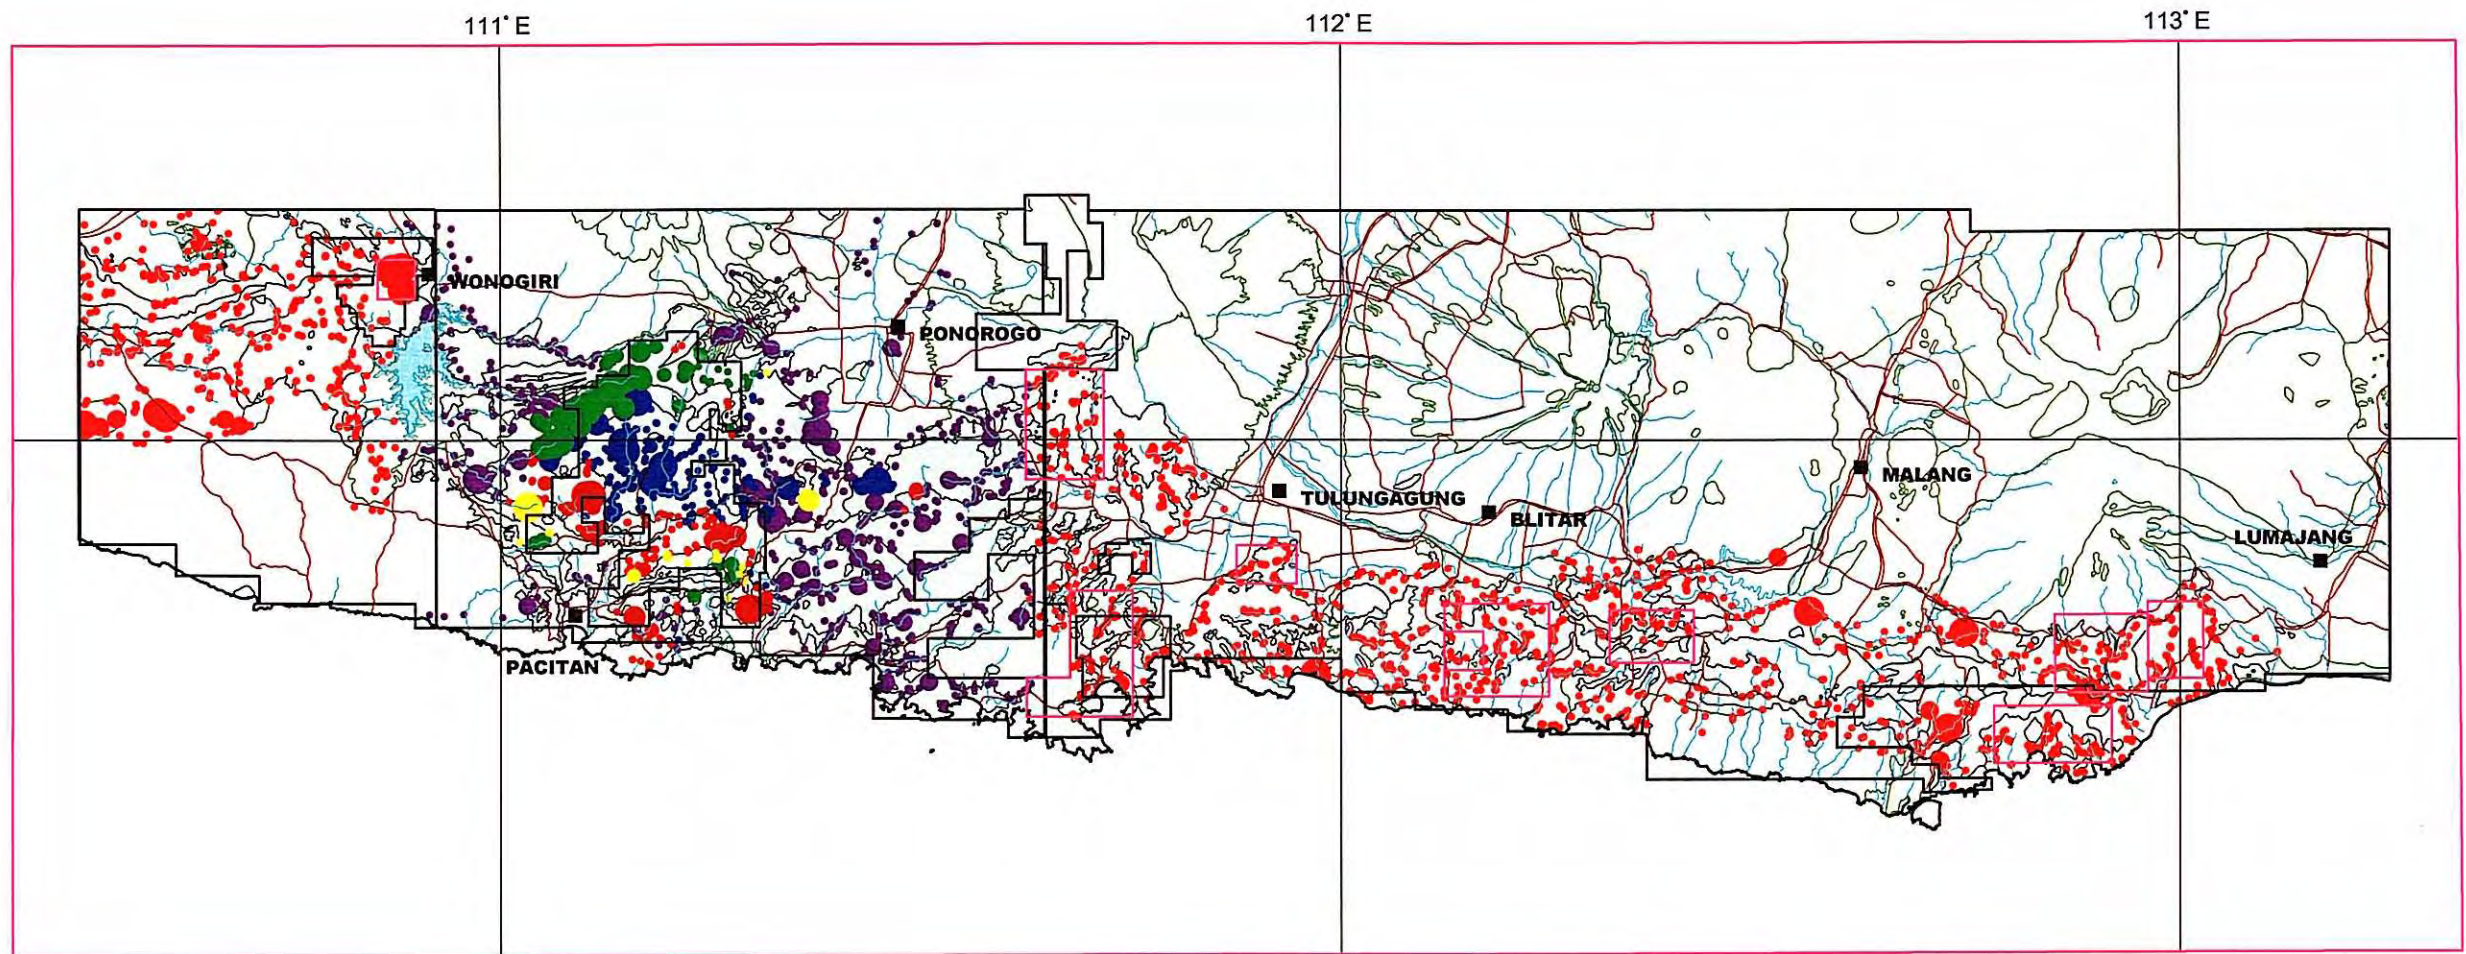 111° E
112° E
113° E
WONOGIRI
PONOROGO
MALANG
TULUNGAGUNG
BLITAR
LUMAJANG
PACITAN